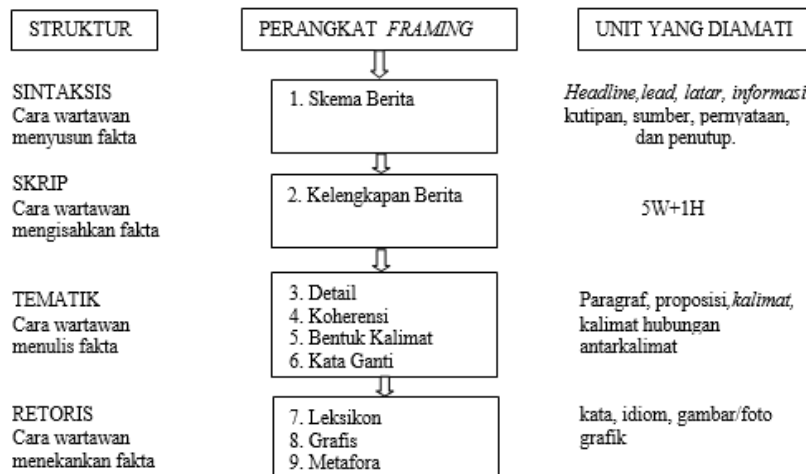 STRUKTUR
PERANGKAT FRAMING
UNIT YANG DIAMATI
SINTAKSIS
Cara wartawan
menyusun fakta
1. Skema Berita
Headline,lead, latar, informasi
kutipan, sumber, pernyataan,
dan penutup.
SKRIP
Cara wartawan
mengisahkan fakta
2. Kelengkapan Berita
5W+1H
TEMATIK
Cara wartawan
menulis fakta
3. Detail
4. Koherensi
5. Bentuk Kalimat
6. Kata Ganti
Paragraf, proposisi,kalimat,
kalimat hubungan
antarkalimat
RETORIS
Cara wartawan
menekankan fakta
7. Leksikon
8. Grafis
9. Metafora
kata, idiom, gambar/foto
grafik